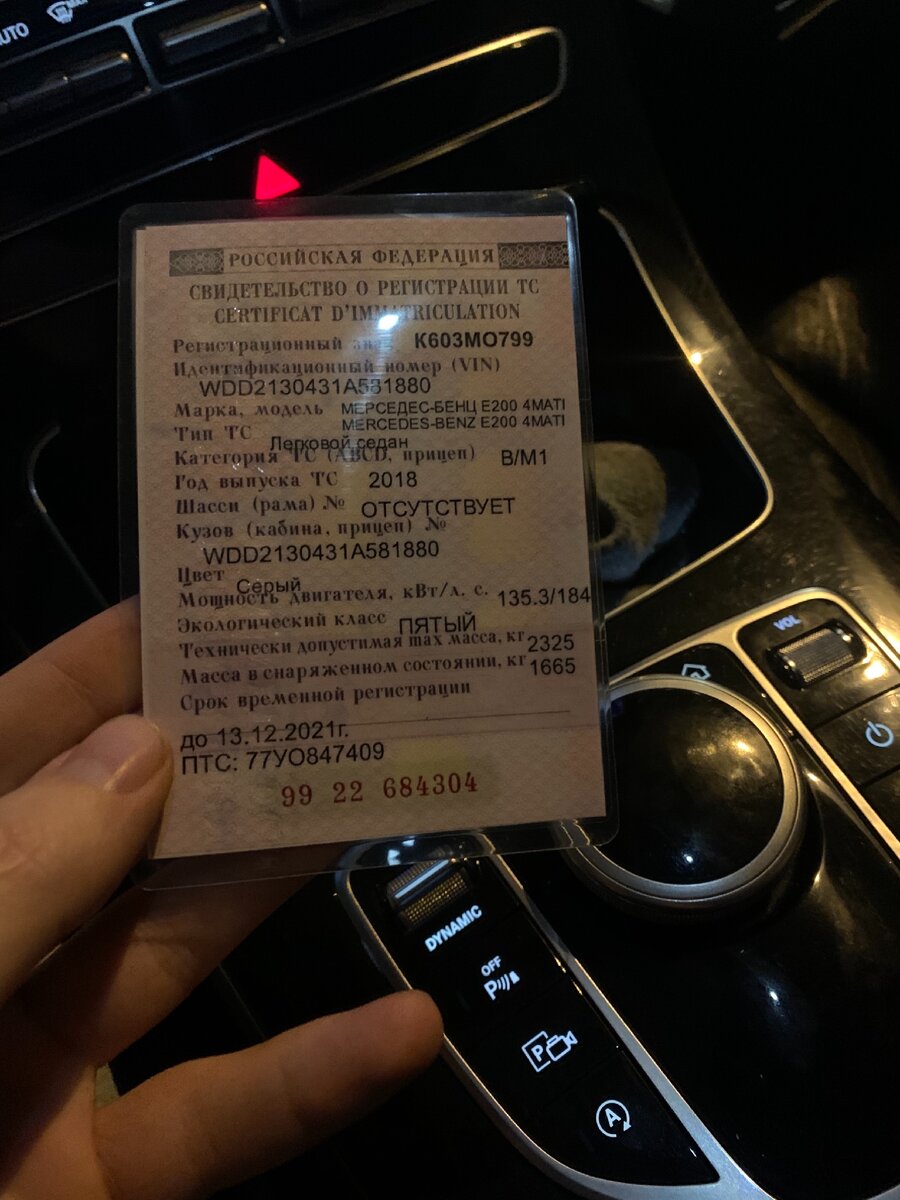 AUTO
РОССИЙСКАЯ ФЕДЕРАЦИЯ
СВИДЕТЕЛЬСТВО О РЕГИСТРАЦИИ ТС
CERTIFICAT D'IMMATRICULATION
Регистрационный знак К603МО799
Идентификационный номер (VIN)
WDD2130431A581880
Марка, модель МЕРСЕДЕС-БЕНЦ E200 4MATI
MERCEDES-BENZ E200 4MATI
Тип ТС Легковой седан
Категория ТС (ABCD, прицеп) B/M1
Год выпуска ТС 2018
Шасси (рама) № ОТСУТСТВУЕТ
Кузов (кабина, прицеп) №
WDD2130431A581880
Цвет Серый
Мощность двигателя, кВт/л. с. 135.3/184
Экологический класс ПЯТЫЙ
Технически допустимая max масса, кг 2325
Масса в снаряженном состоянии, кг 1665
Срок временной регистрации
до 13.12.2021г.
ПТС: 77УО847409
99 22 684304
VOL
DYNAMIC
OFF
P
P
A